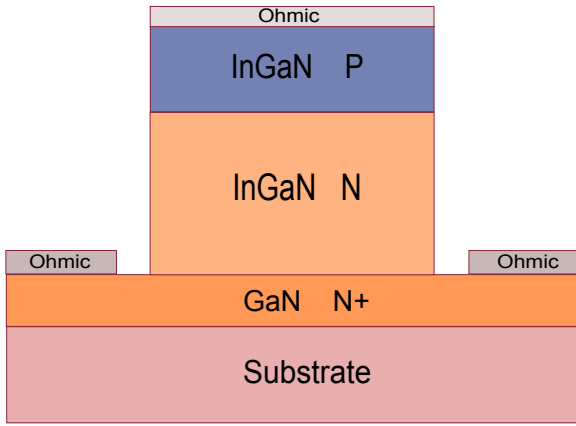 Ohmic
InGaN P
InGaN N
Ohmic Ohmic
GaN N+
Substrate